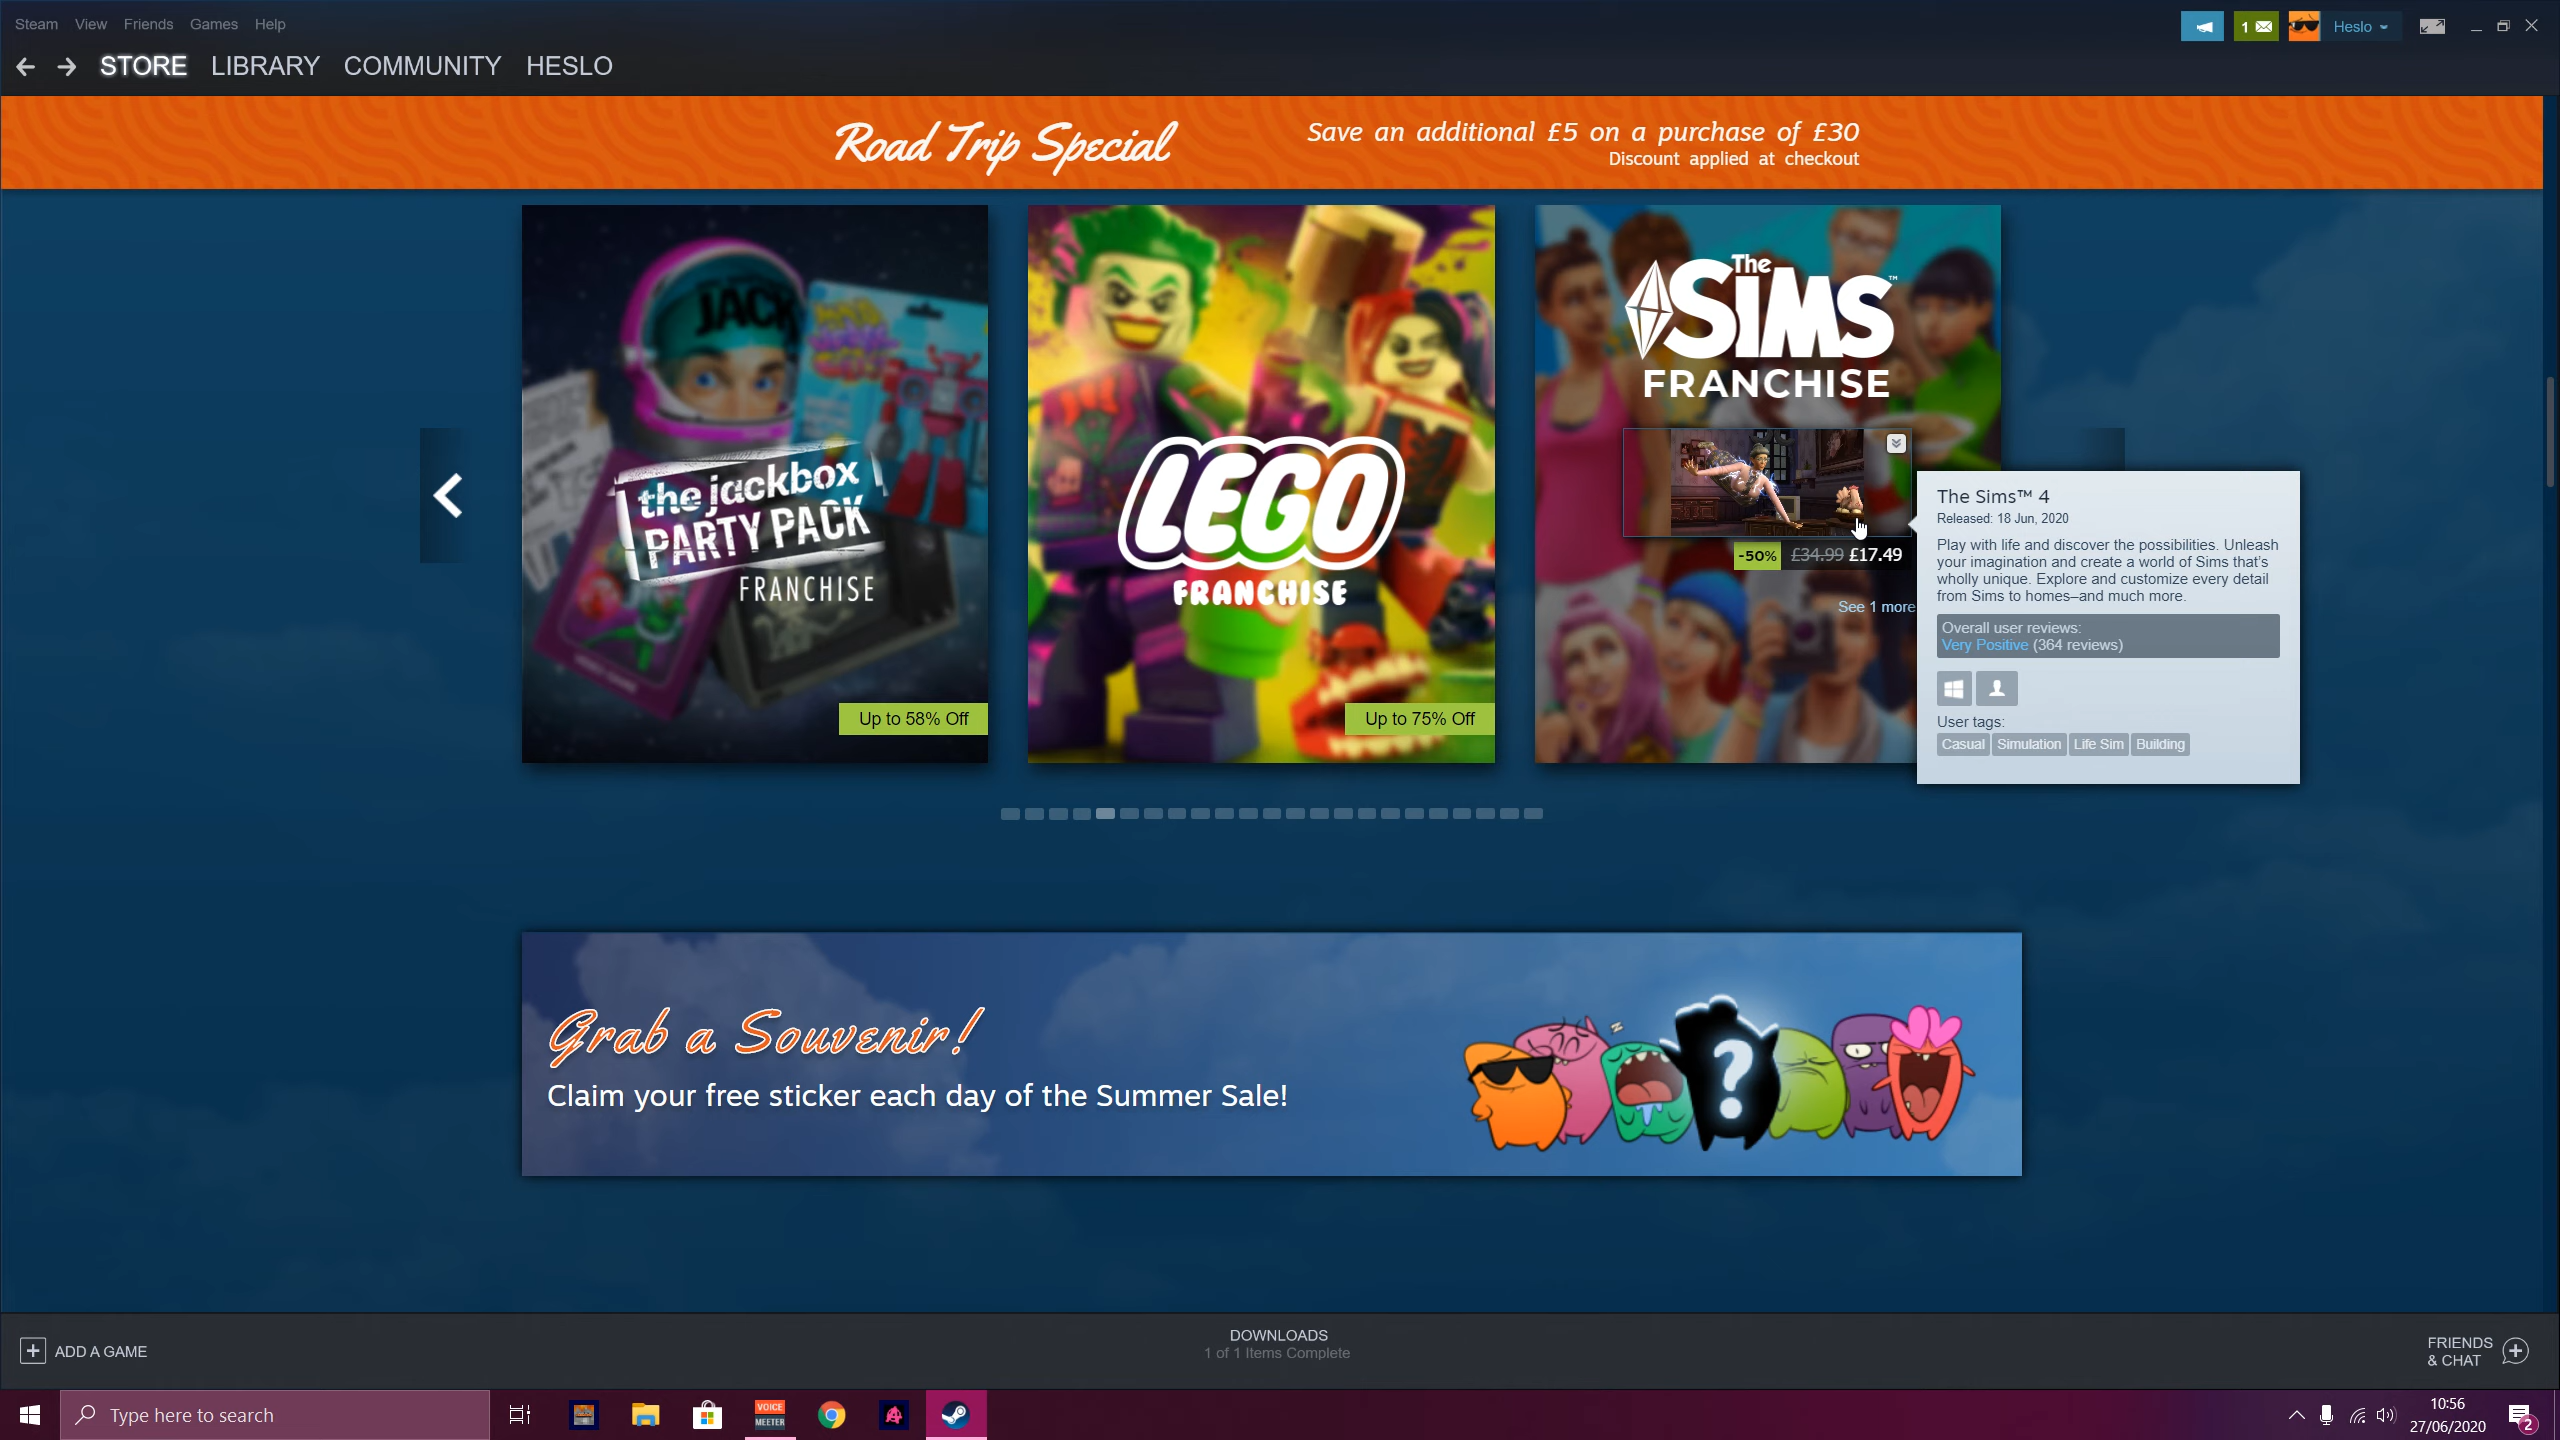 Steam View Friends Games Help
1
Heslo
STORE LIBRARY COMMUNITY HESLO
Road Trip Special
Save an additional £5 on a purchase of £30
Discount applied at checkout
JACK
the jackbox
PARTY PACK
FRANCHISE
Up to 58% Off
LEGO
FRANCHISE
Up to 75% Off
The
SiMS™
FRANCHISE
-50% £34.99 £17.49
See 1 more
The Sims™ 4
Released: 18 Jun, 2020
Play with life and discover the possibilities. Unleash
your imagination and create a world of Sims that's
wholly unique. Explore and customize every detail
from Sims to homes–and much more.
Overall user reviews:
Very Positive (364 reviews)
User tags:
Casual Simulation Life Sim Building
Grab a Souvenir!
Claim your free sticker each day of the Summer Sale!
z
?
ADD A GAME
DOWNLOADS
1 of 1 Items Complete
FRIENDS
& CHAT
Type here to search
VOICE
MEETER
10:56
27/06/2020
2